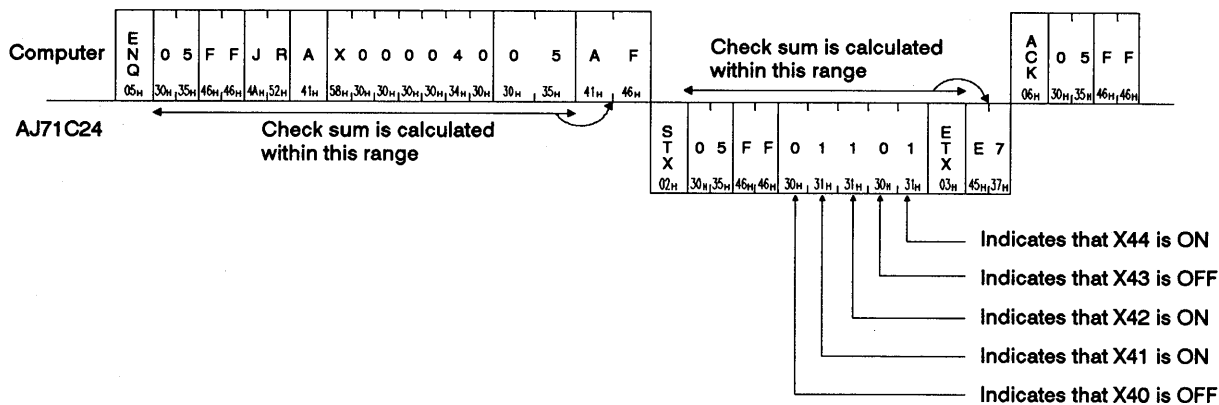 Computer
ENQ 0 5 F F J R A X 0 0 0 0 4 0 0 5 A F
05H 30H 35H 46H 46H 4AH 52H 41H 58H 30H 30H 30H 30H 34H 30H 30H 35H 41H 46H
Check sum is calculated
within this range
ACK 0 5 F F
06H 30H 35H 46H 46H
AJ71C24
Check sum is calculated
within this range
STX 0 5 F F 0 1 1 0 1 ETX E 7
02H 30H 35H 46H 46H 30H 31H 31H 30H 31H 03H 45H 37H
Indicates that X44 is ON
Indicates that X43 is OFF
Indicates that X42 is ON
Indicates that X41 is ON
Indicates that X40 is OFF